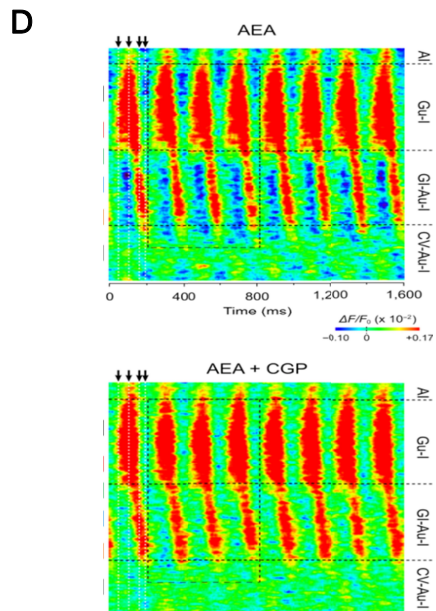 D
AEA
AI
Gu-I
GI-Au-I
CV-Au-I
0 400 800 1,200 1,600
Time (ms)
ΔF/F₀ (x 10⁻²)
−0.10 0 +0.17
AEA + CGP
AI
Gu-I
GI-Au-I
CV-Au-I